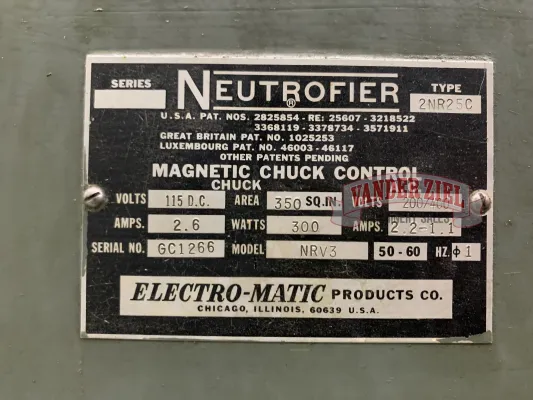 SERIES NEUTROFIER ® TYPE
2NR25C
U.S.A. PAT. NOS. 2825854 - RE: 25607 - 3218522
3368119 - 3378734 - 3571911
GREAT BRITAIN PAT. NO. 1025253
LUXEMBOURG PAT. NO. 46003 - 46117
OTHER PATENTS PENDING
MAGNETIC CHUCK CONTROL
CHUCK
VOLTS 115 D.C. AREA 350 SQ.IN. VOLTS
VANDER ZIEL
AMPS. 2.6 WATTS 300 AMPS. 2.2-1.1
SERIAL NO. GC1266 MODEL NRV3 50-60 HZ. ϕ 1
ELECTRO-MATIC PRODUCTS CO.
CHICAGO, ILLINOIS, 60639 U.S.A.